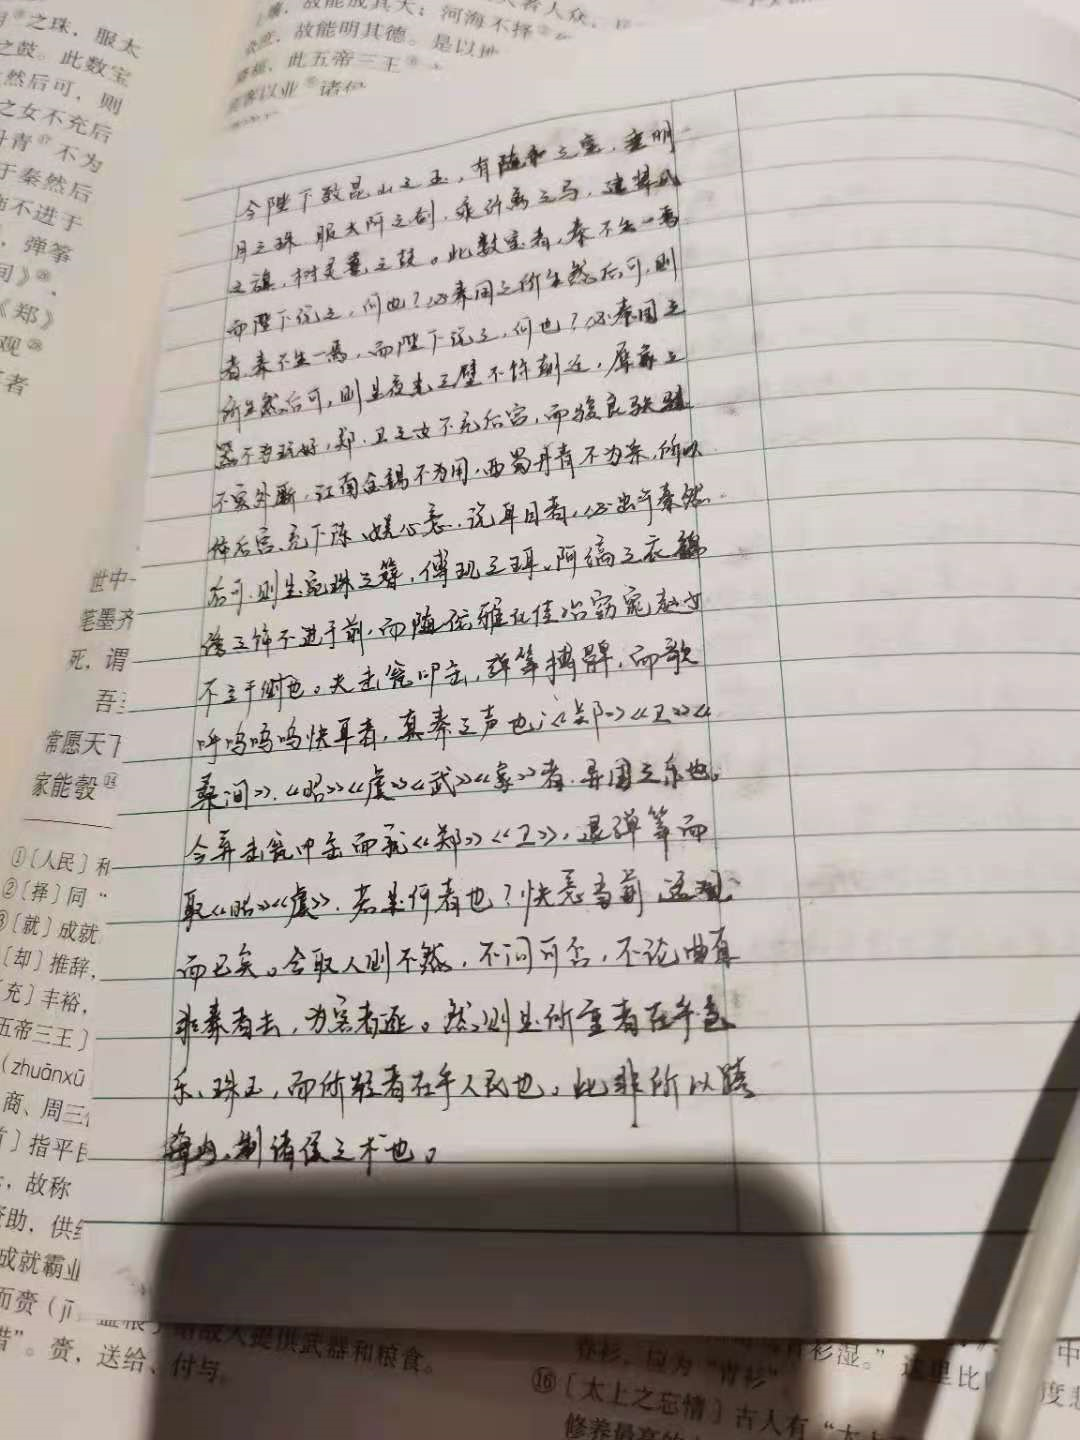 之珠，服太
之鼓。此数宝
然后可，则
之女不充后
丹青⑰不为
于秦然后
而不进于
，弹筝
间》㉖、
《郑》
观㉘
者
，故能成其大；河海不择
故能明其德。是以地
此五帝三王
宾客以业⑧诸侯
今陛下致昆山之玉，有随和之宝，垂明
月之珠 服太阿之剑，乘纤离之马，建翠凤
之旗，树灵鼍之鼓。此数宝者，秦不生一焉
而陛下说之，何也？必秦国之所生然后可，则
者，秦不生一焉，而陛下说之，何也？必秦国之
所生然后可，则是夜光之璧不饰朝廷，犀象之
器不为玩好，郑、卫之女不充后宫，而骏良駃騠
不实外厩，江南金锡不为用，西蜀丹青不为采，所以
饰后宫、充下陈、娱心意、说耳目者，必出于秦然
后可，则是宛珠之簪，傅玑之珥、阿缟之衣 锦
绣之饰不进于前，而随俗雅化佳冶窈窕赵女
不立于侧也。夫击瓮叩缶，弹筝搏髀，而歌
呼呜呜呜快耳者，真秦之声也；《郑》《卫》《
桑间》、《昭》《虞》《武》《象》者，异国之乐也。
今弃击瓮叩缶而就《郑》《卫》，退弹筝而
取《昭》《虞》，若是何者也？快意当前 适观
而已矣。今取人则不然，不问可否，不论曲直
非秦者去，为客者逐。然则是所重者在乎色
乐、珠玉，而所轻者在乎人民也。此非所以跨
海内、制诸侯之术也。
世中
笔墨齐
死，谓
吾
常愿天下
家能彀⑬
①〔人民〕和
②〔择〕同“
③〔就〕成就
〔却〕推辞，
〔充〕丰裕，
五帝三王〕
（zhuānxū
商、周三代
〕指平民
，故称
资助，供给
成就霸业
而赍（jī
借”。赍，送给、付与。
盗粮〕给敌人提供武器和粮食。
春衫，应为“青衫”
青衫湿。”这里比
⑯〔太上之忘情〕古人有“太上
修养最高的
中
度悲